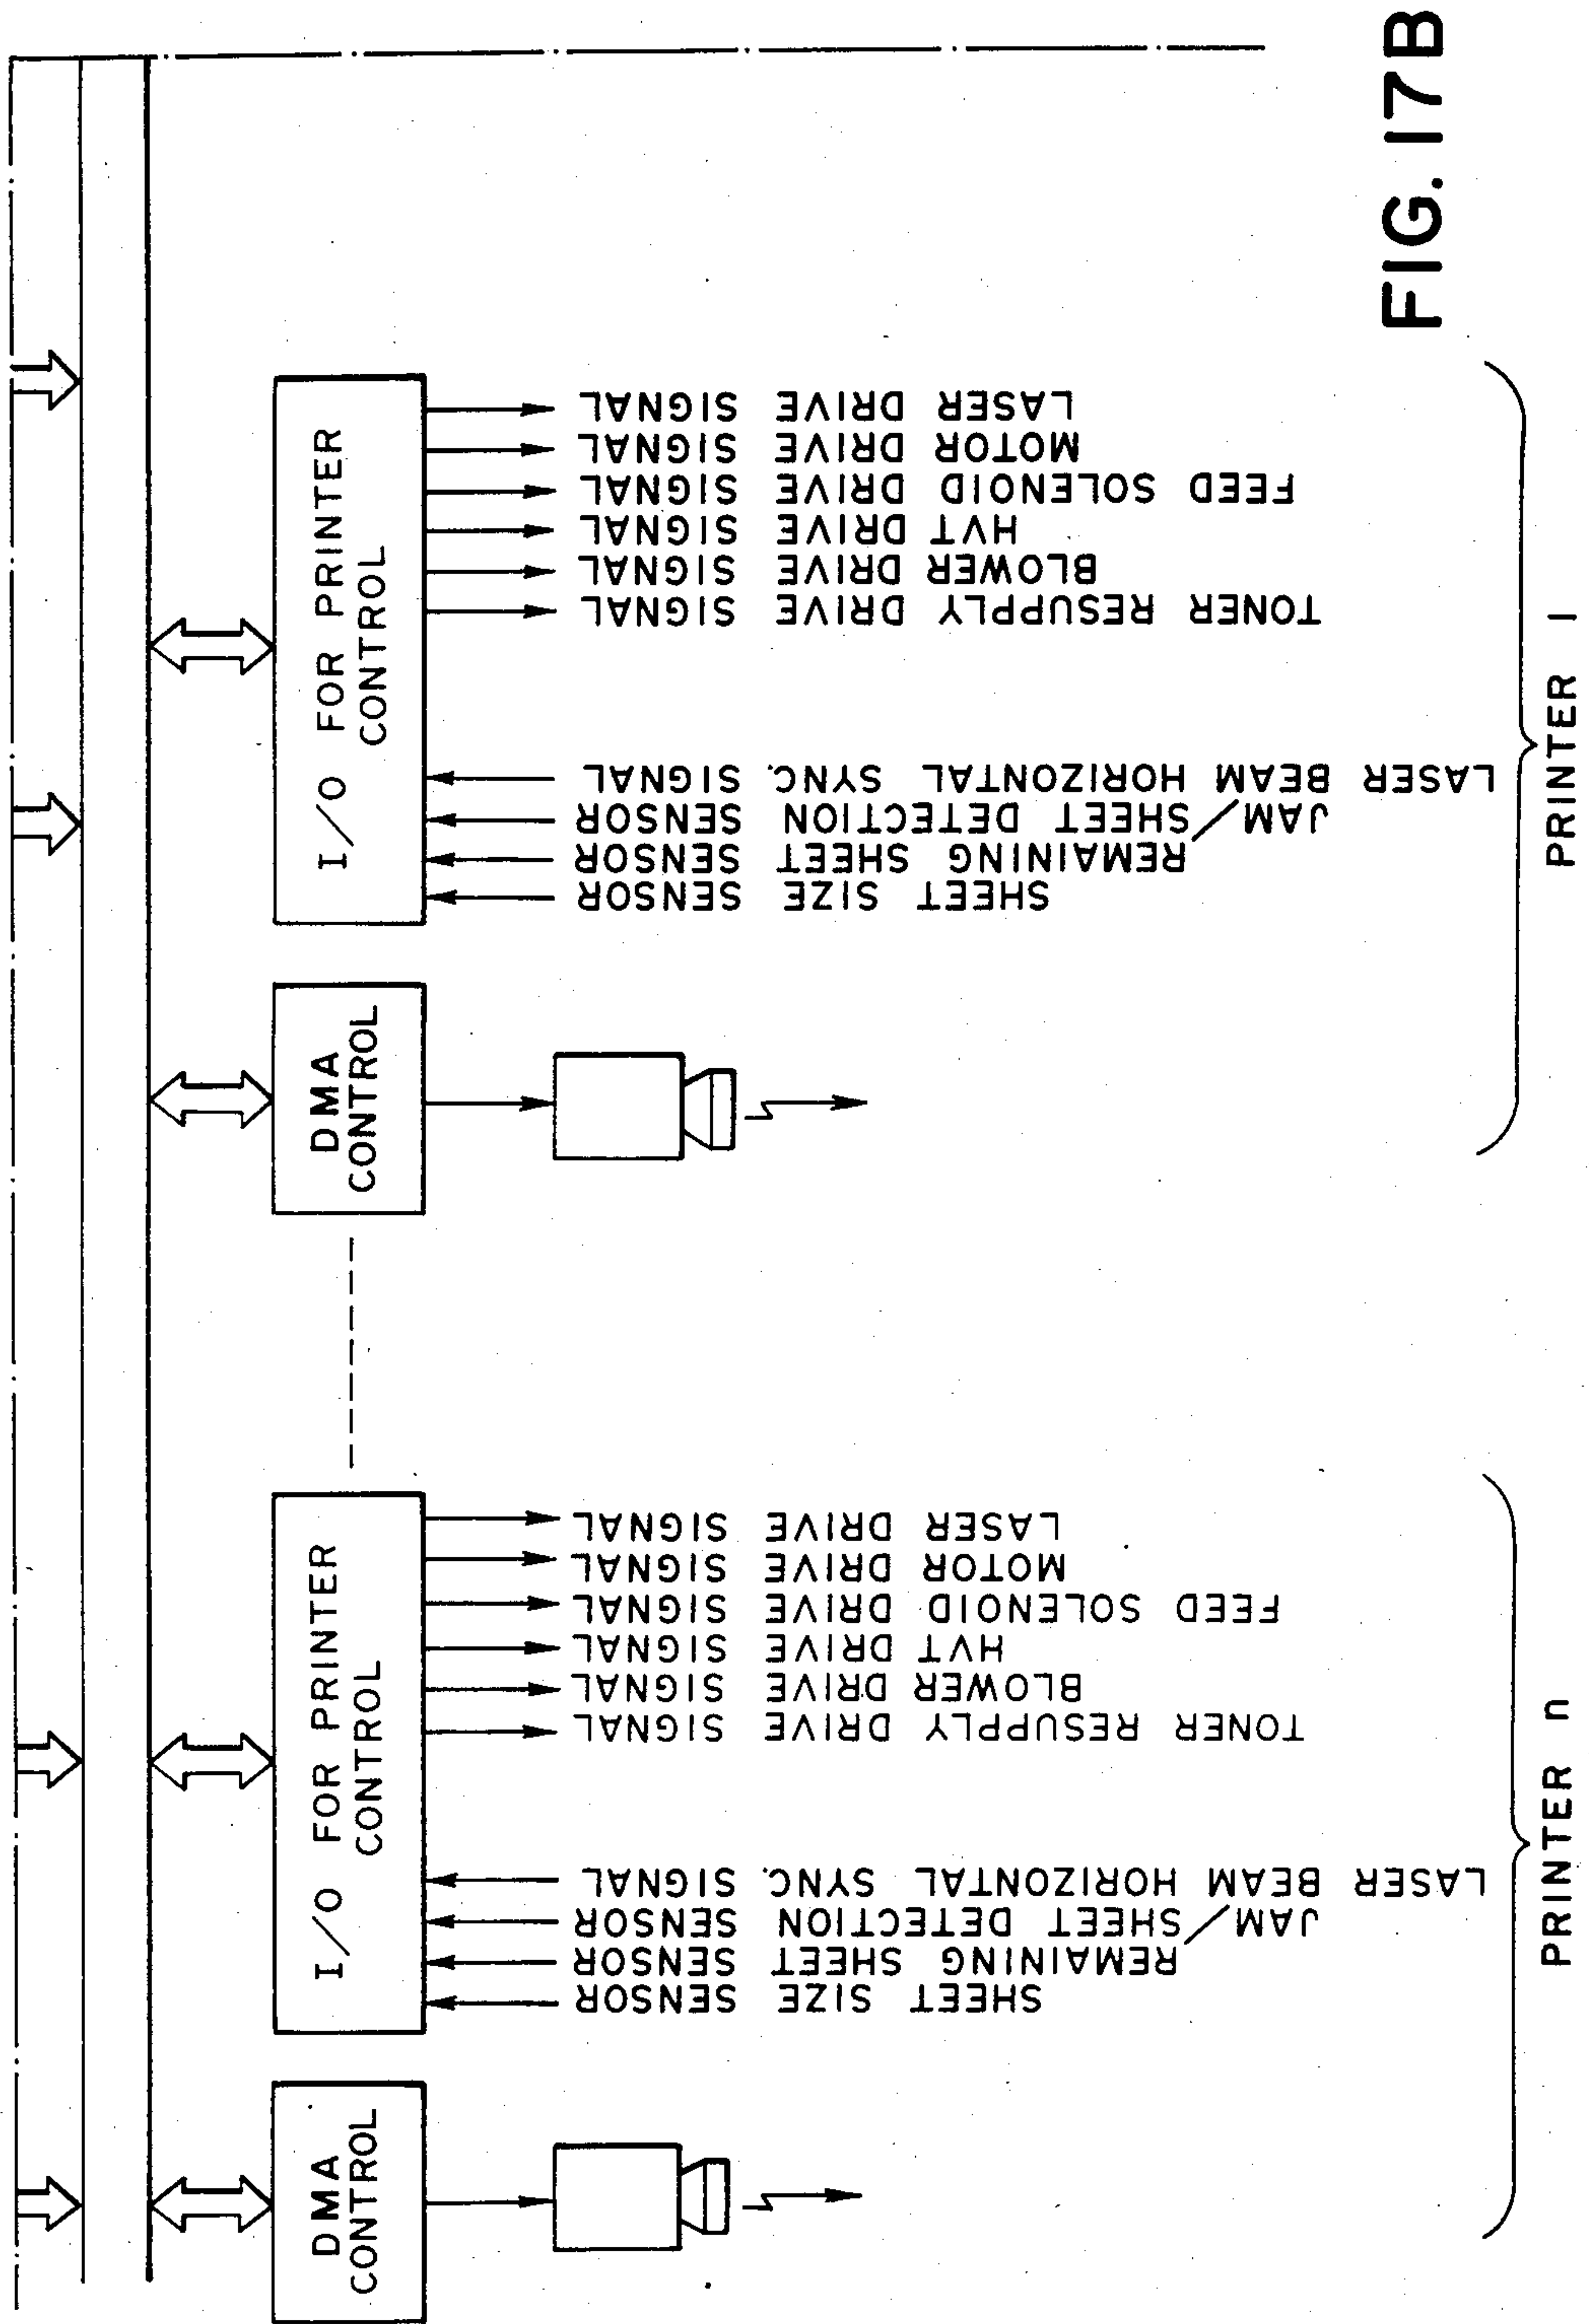 FIG. 17B
I/O FOR PRINTER
CONTROL
LASER DRIVE SIGNAL
MOTOR DRIVE SIGNAL
FEED SOLENOID DRIVE SIGNAL
HVT DRIVE SIGNAL
BLOWER DRIVE SIGNAL
TONER RESUPPLY DRIVE SIGNAL
LASER BEAM HORIZONTAL SYNC. SIGNAL
JAM/SHEET DETECTION SENSOR
REMAINING SHEET SENSOR
SHEET SIZE SENSOR
DMA
CONTROL
PRINTER 1
I/O FOR PRINTER
CONTROL
LASER DRIVE SIGNAL
MOTOR DRIVE SIGNAL
FEED SOLENOID DRIVE SIGNAL
HVT DRIVE SIGNAL
BLOWER DRIVE SIGNAL
TONER RESUPPLY DRIVE SIGNAL
LASER BEAM HORIZONTAL SYNC. SIGNAL
JAM/SHEET DETECTION SENSOR
REMAINING SHEET SENSOR
SHEET SIZE SENSOR
DMA
CONTROL
PRINTER n